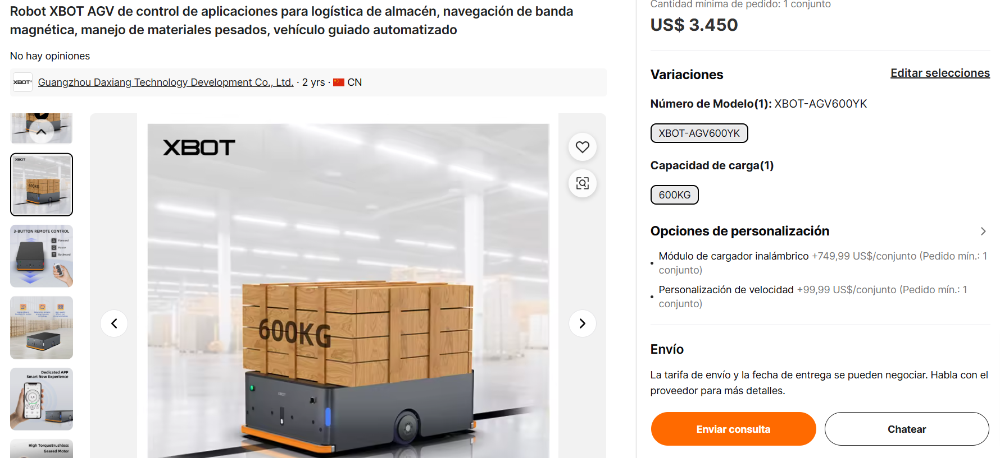 Robot XBOT AGV de control de aplicaciones para logística de almacén, navegación de banda
magnética, manejo de materiales pesados, vehículo guiado automatizado
No hay opiniones
XBOT
Guangzhou Daxiang Technology Development Co., Ltd. · 2 yrs · CN
XBOT
600KG
3-BUTTON REMOTE CONTROL
Forward
Pause
Backward
Dedicated APP
Smart New Experience
High TorqueBrushless
Geared Motor
XBOT
600KG
Cantidad mínima de pedido: 1 conjunto
US$ 3.450
Variaciones
Editar selecciones
Número de Modelo(1): XBOT-AGV600YK
XBOT-AGV600YK
Capacidad de carga(1)
600KG
Opciones de personalización
Módulo de cargador inalámbrico +749,99 US$/conjunto (Pedido mín.: 1
conjunto)
Personalización de velocidad +99,99 US$/conjunto (Pedido mín.: 1
conjunto)
Envío
La tarifa de envío y la fecha de entrega se pueden negociar. Habla con el
proveedor para más detalles.
Enviar consulta
Chatear